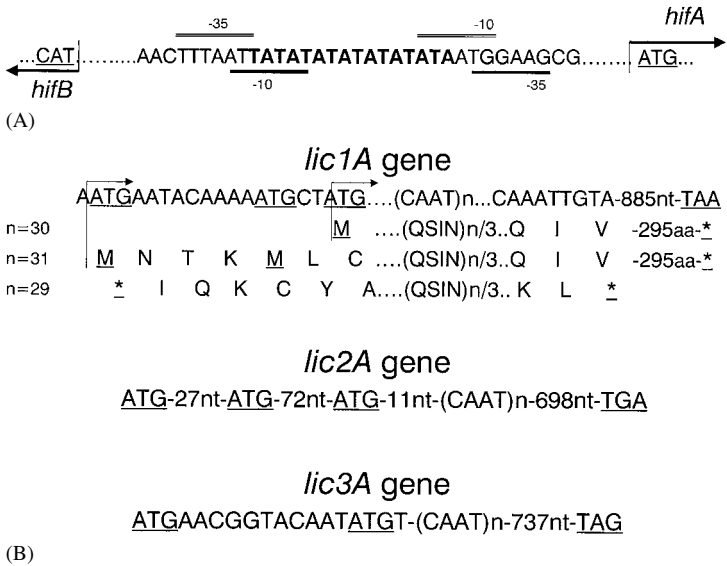 -35 -10 hifA
...CAT.......... AACTTTAATTATATATATATATATAATGGAAGCG........ ATG...
hifB -10 -35
(A)
lic1A gene
AATGAATACAAAAATGCTATG....(CAAT)n...CAAATTGTA-885nt-TAA
n=30 M ....(QSIN)n/3..Q I V -295aa-*
n=31 M N T K M L C ....(QSIN)n/3..Q I V -295aa-*
n=29 * I Q K C Y A....(QSIN)n/3.. K L *
lic2A gene
ATG-27nt-ATG-72nt-ATG-11nt-(CAAT)n-698nt-TGA
lic3A gene
ATGAACGGTACAATATGT-(CAAT)n-737nt-TAG
(B)